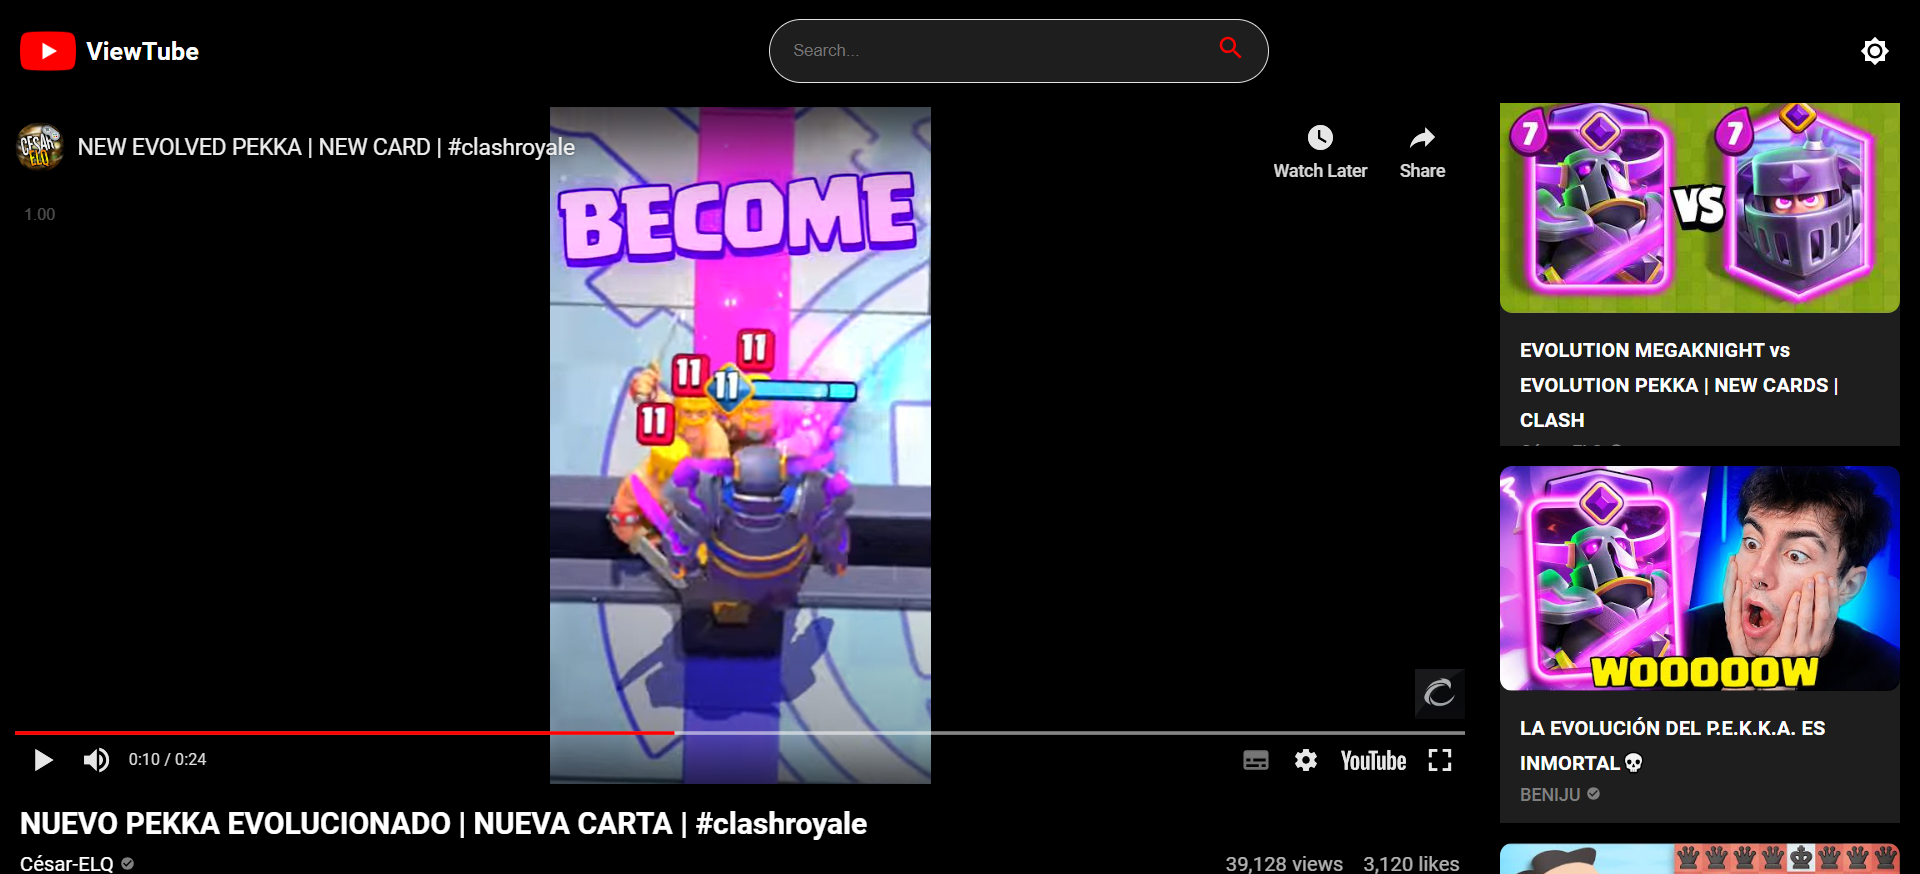 ViewTube
Search...
CESAR
ELQ
NEW EVOLVED PEKKA | NEW CARD | #clashroyale
Watch Later
Share
1.00
BECOME
11
11
11
11
0:10 / 0:24
YouTube
NUEVO PEKKA EVOLUCIONADO | NUEVA CARTA | #clashroyale
César-ELQ
39,128 views
3,120 likes
7
7
VS
EVOLUTION MEGAKNIGHT vs
EVOLUTION PEKKA | NEW CARDS |
CLASH
WOOOOOW
LA EVOLUCIÓN DEL P.E.K.K.A. ES
INMORTAL💀
BENIJU